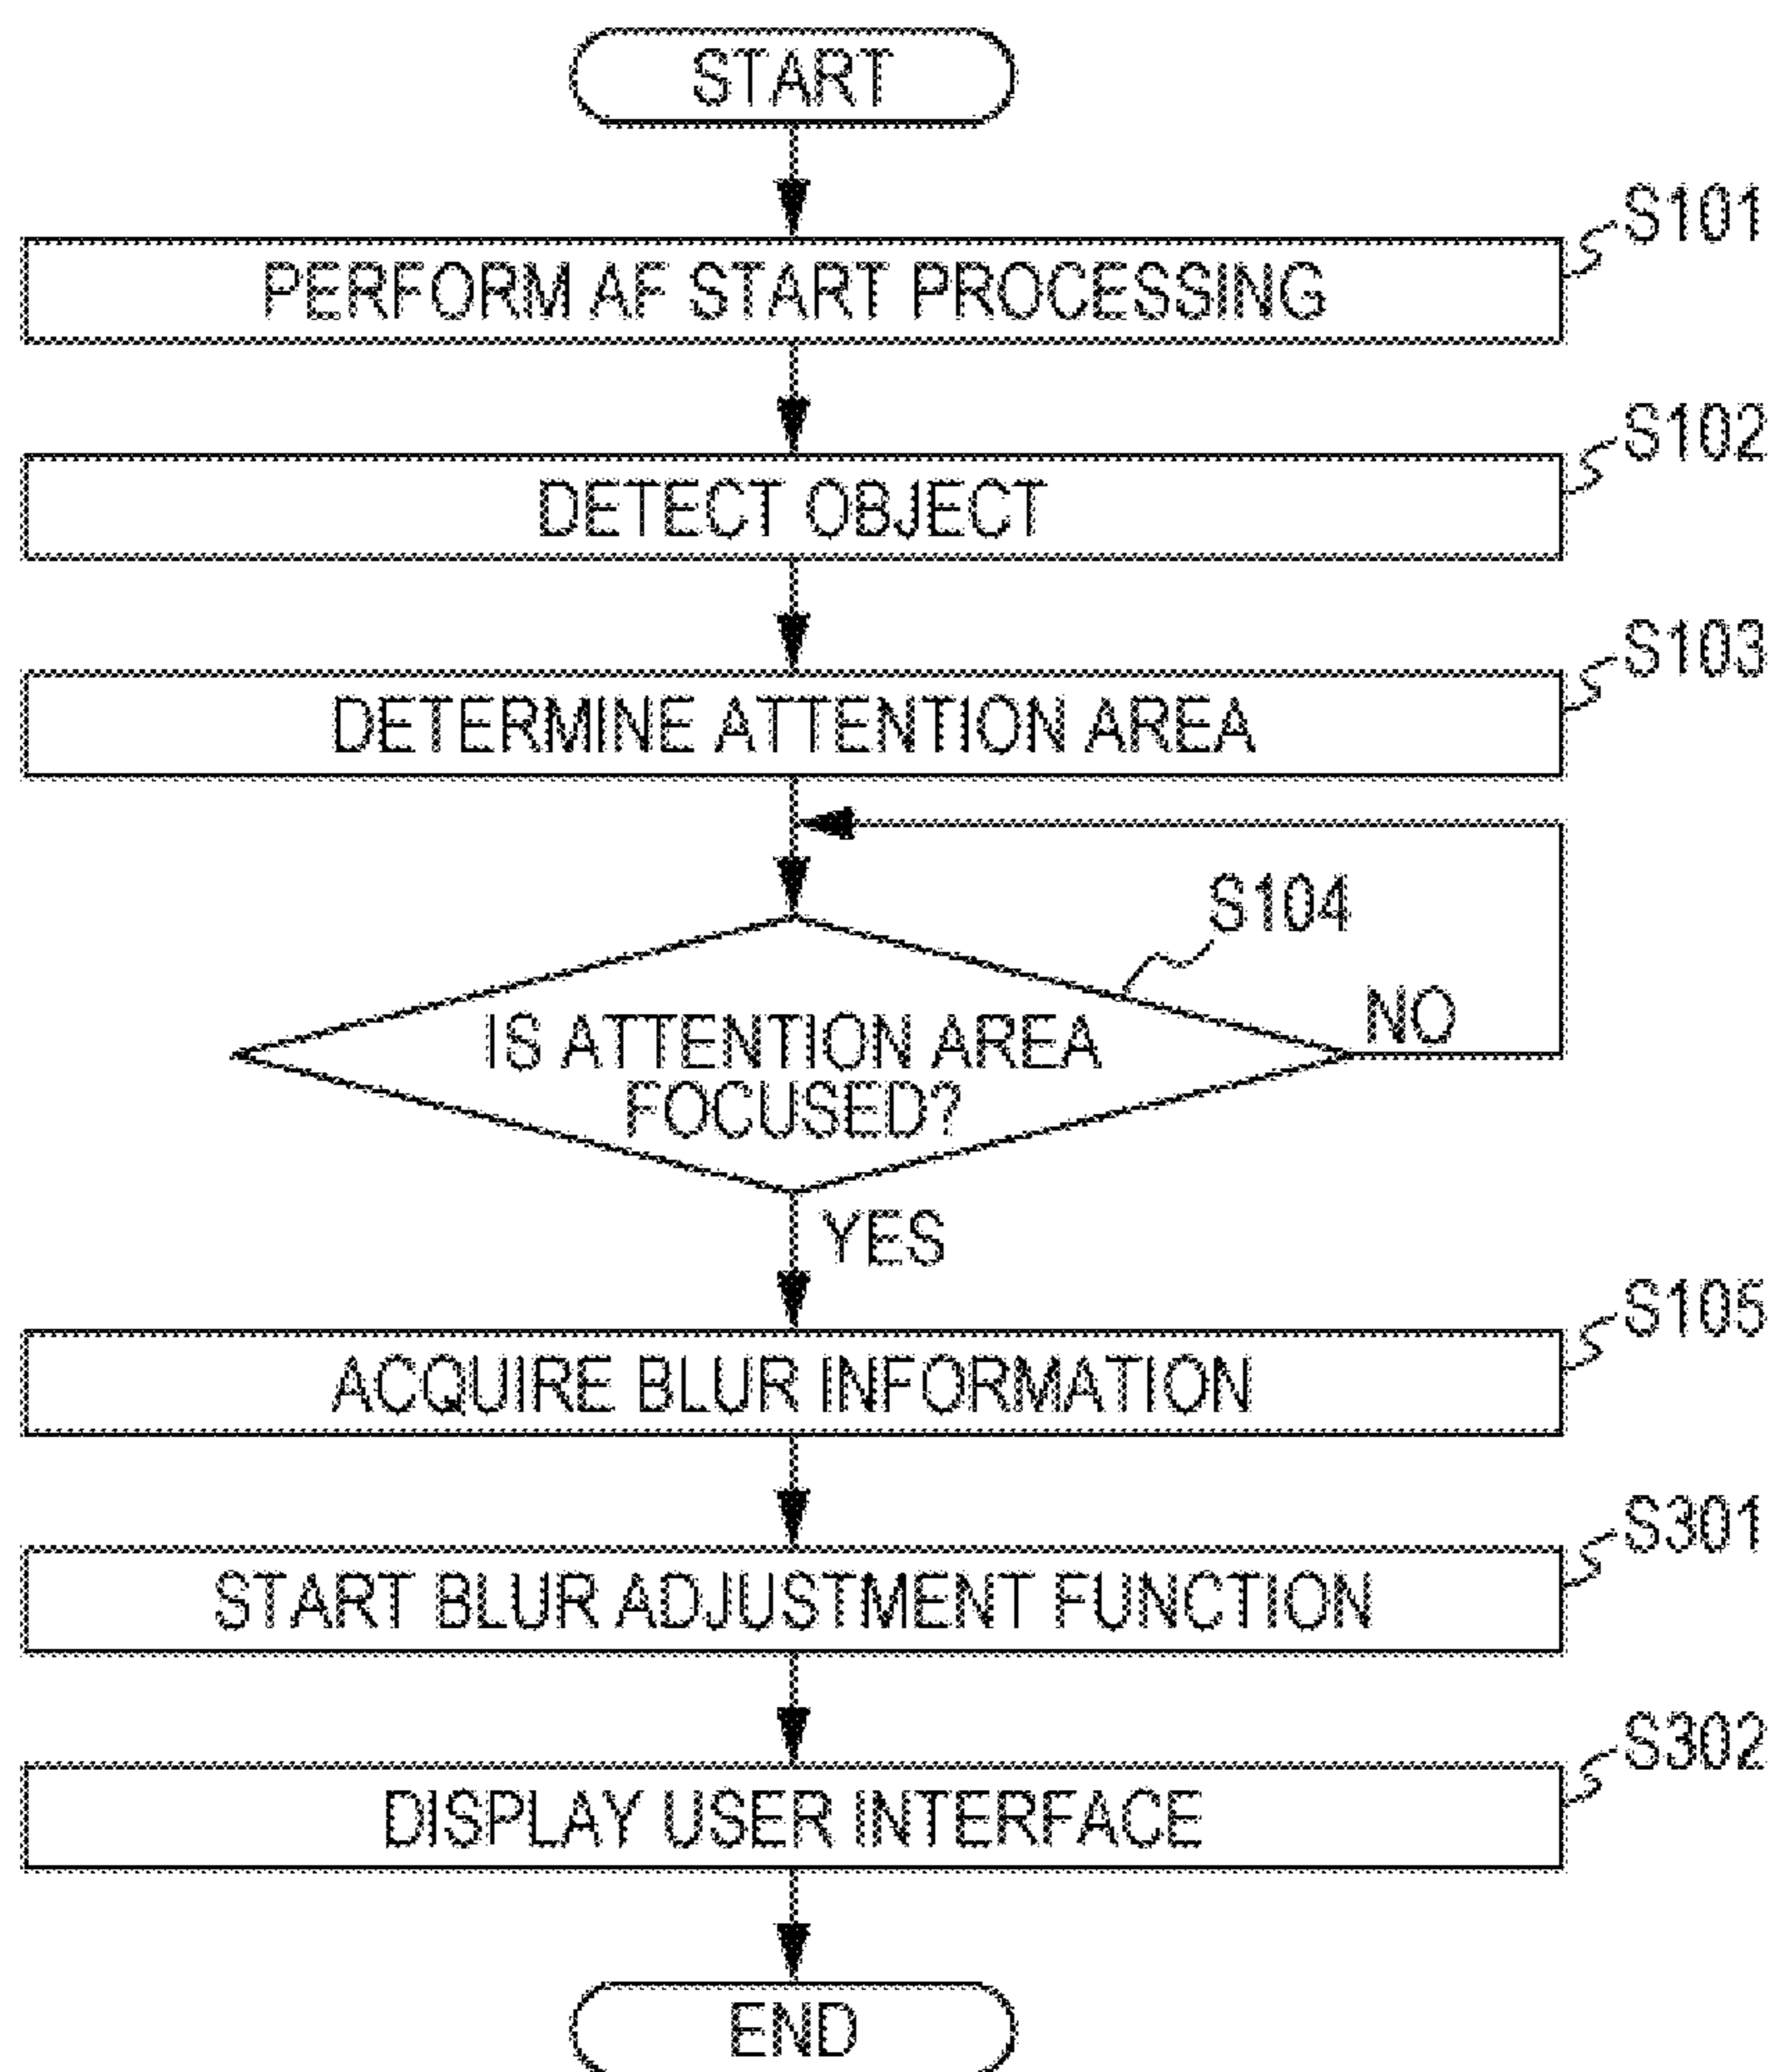 START
S101
PERFORM AF START PROCESSING
S102
DETECT OBJECT
S103
DETERMINE ATTENTION AREA
S104
NO
IS ATTENTION AREA
FOCUSED?
YES
S105
ACQUIRE BLUR INFORMATION
S301
START BLUR ADJUSTMENT FUNCTION
S302
DISPLAY USER INTERFACE
END